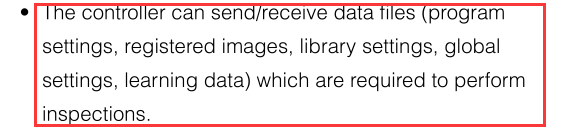 • The controller can send/receive data files (program
settings, registered images, library settings, global
settings, learning data) which are required to perform
inspections.